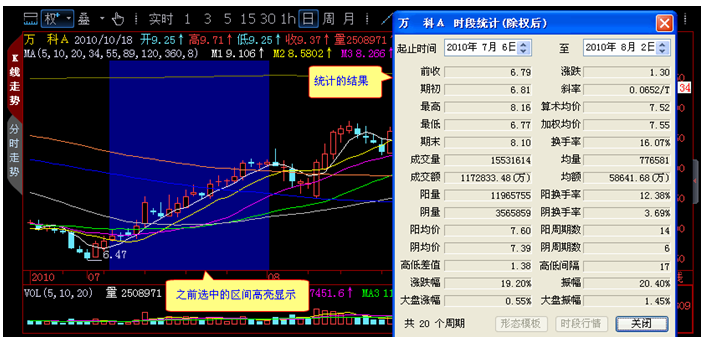 权 叠 实时 1 3 5 15 30 1h 日 周 月
万 科A 2010/10/18 开9.25↑ 高9.71↑ 低9.25↑ 收9.37↑ 量2508971
MA(5,10,20,34,55,89,120,360,8) M1 9.106↑ M2 8.5802↑ M3 8.266
K线走势
分时走势
统计的结果
6.47
之前选中的区间高亮显示
2010 07 08
VOL(5,10,20) 量 2508971 7451.6↑ MA3 11
34
809
万 科A 时段统计(除权后)
起止时间 2010年 7月 6日 至 2010年 8月 2日
前收 6.79 涨跌 1.30
期初 6.81 斜率 0.0652/T
最高 8.16 算术均价 7.52
最低 6.77 加权均价 7.55
期末 8.10 换手率 16.07%
成交量 15531614 均量 776581
成交额 1172833.48(万) 均额 58641.68(万)
阳量 11965755 阳换手率 12.38%
阴量 3565859 阴换手率 3.69%
阳均价 7.60 阳周期数 14
阴均价 7.39 阴周期数 6
高低差值 1.38 高低间隔 17
涨跌幅 19.20% 振幅 20.40%
大盘涨幅 0.55% 大盘振幅 1.45%
共 20 个周期 形态模板 时段行情 关闭